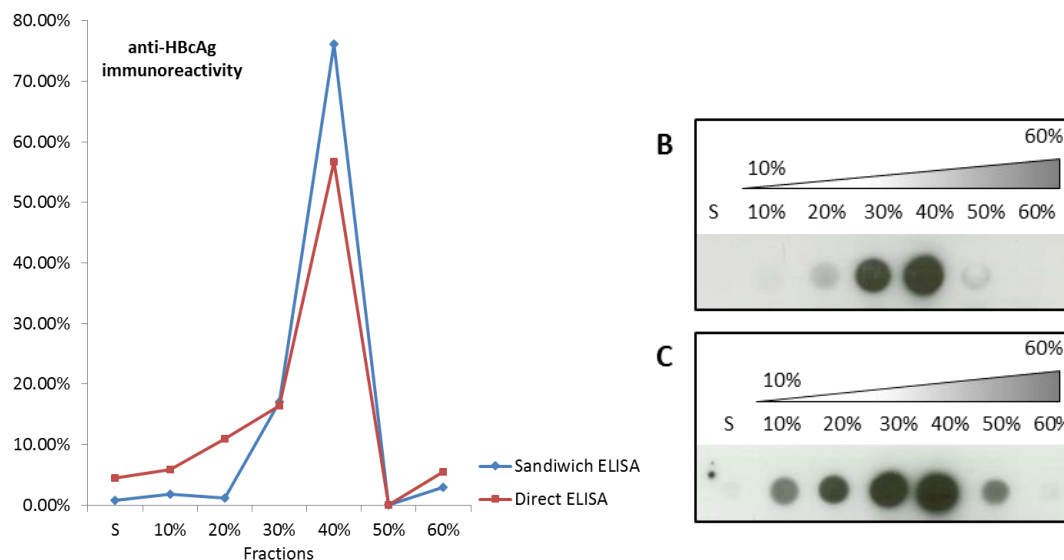 80.00%
70.00%
60.00%
50.00%
40.00%
30.00%
20.00%
10.00%
0.00%
anti-HBcAg
immunoreactivity
S 10% 20% 30% 40% 50% 60%
Fractions
Sandiwich ELISA
Direct ELISA
B
60%
10%
S 10% 20% 30% 40% 50% 60%
C
60%
10%
S 10% 20% 30% 40% 50% 60%